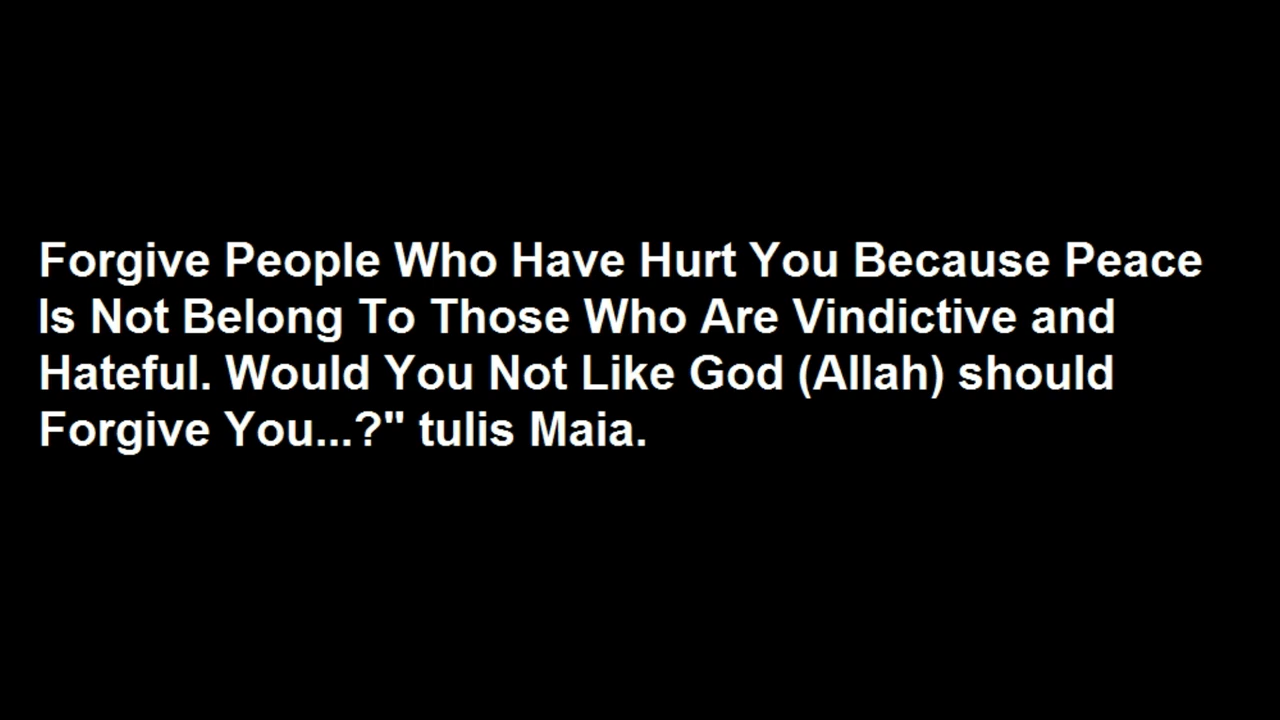 Forgive People Who Have Hurt You Because Peace
Is Not Belong To Those Who Are Vindictive and
Hateful. Would You Not Like God (Allah) should
Forgive You...?" tulis Maia.